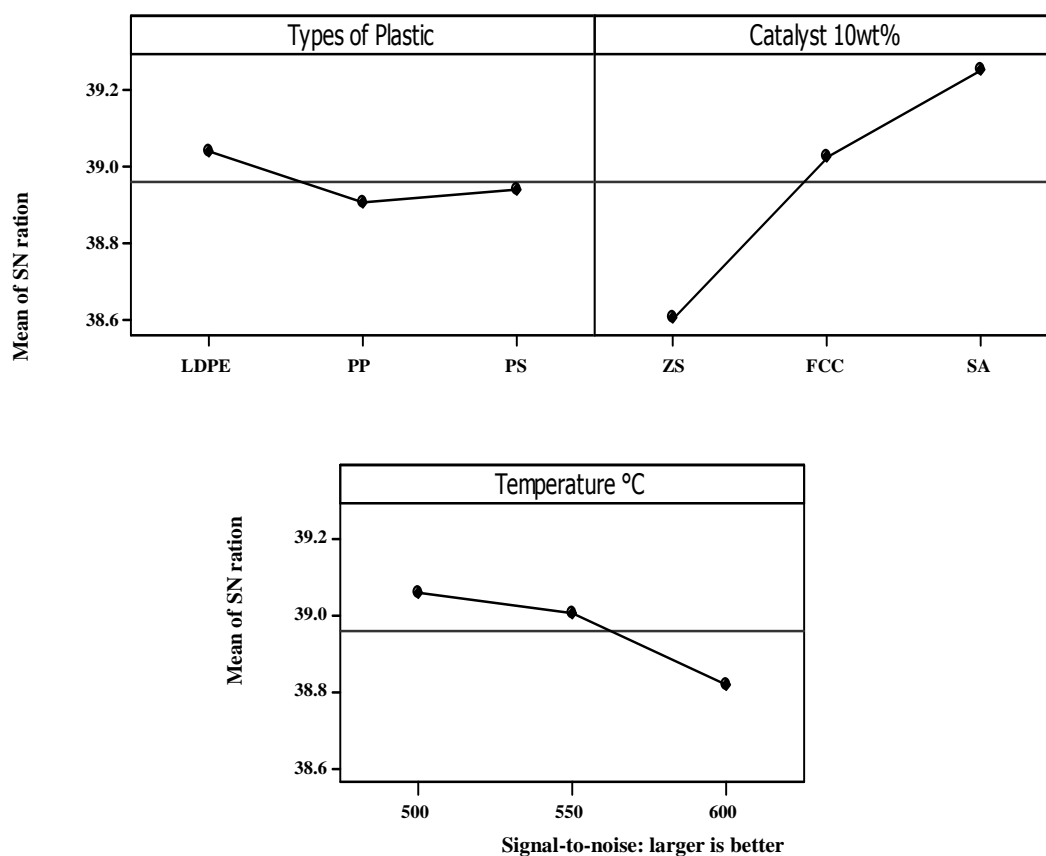 Types of Plastic Catalyst 10wt%
Mean of SN ration
39.2
39.0
38.8
38.6
LDPE PP PS ZS FCC SA
Temperature °C
Mean of SN ration
39.2
39.0
38.8
38.6
500 550 600
Signal-to-noise: larger is better